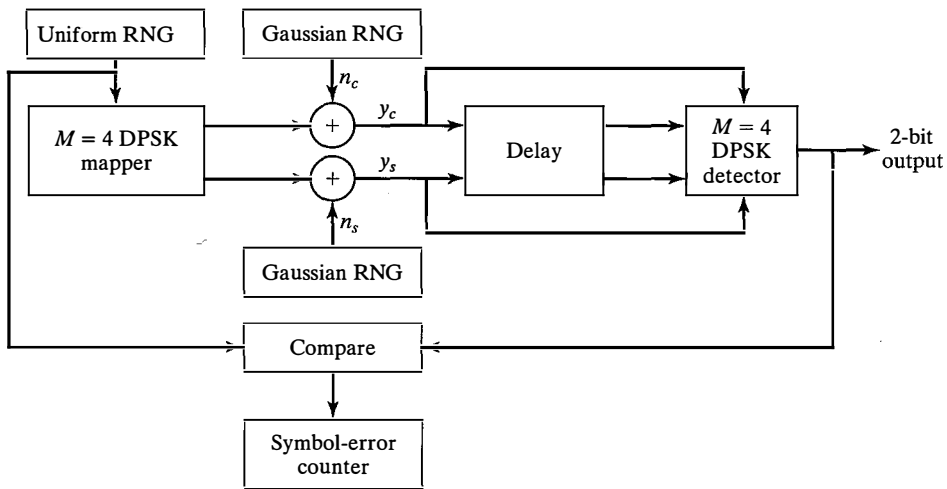 Uniform RNG
Gaussian RNG
n_c
M = 4 DPSK
mapper
+
y_c
Delay
M = 4
DPSK
detector
2-bit
output
+
y_s
n_s
Gaussian RNG
Compare
Symbol-error
counter